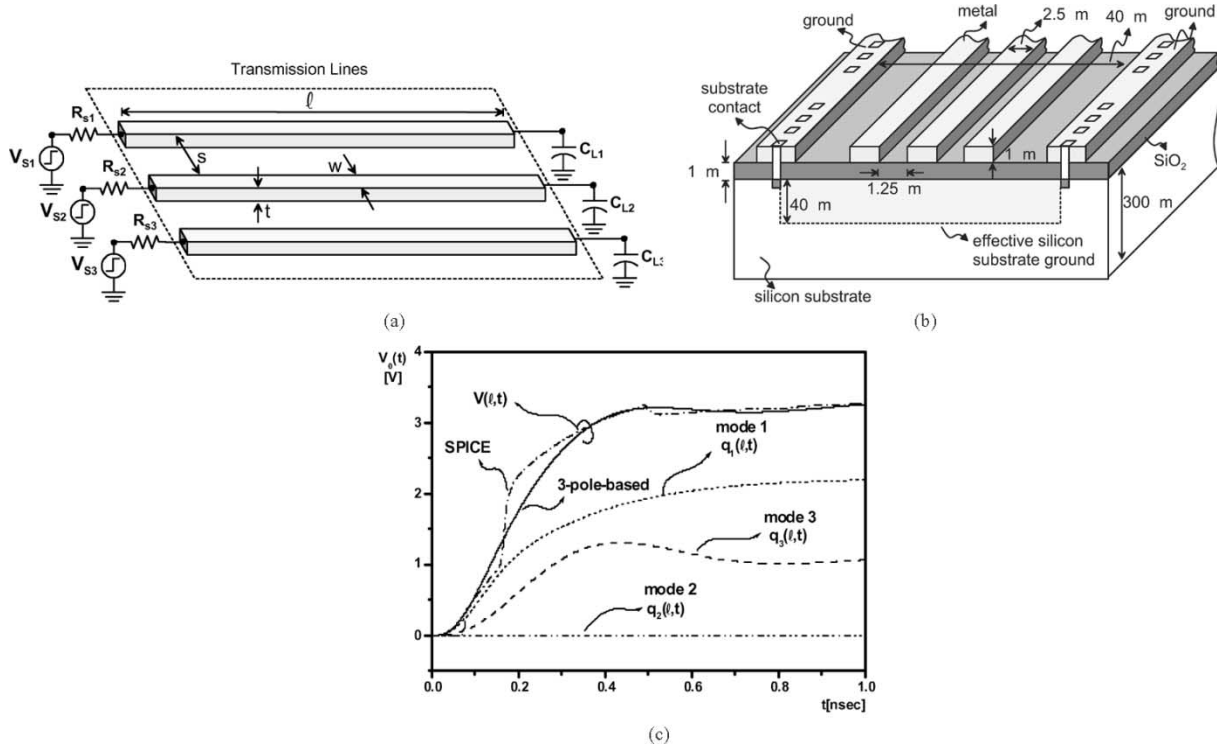 Transmission Lines
ℓ
R_s1
V_S1
S
W
C_L1
R_s2
V_S2
t
C_L2
R_s3
V_S3
C_L3
(a)
ground
metal
2.5 m
40 m
ground
substrate
contact
1 m
1 m
1.25 m
SiO₂
40 m
300 m
effective silicon
substrate ground
silicon substrate
(b)
V₀(t)
[V]
4
V(ℓ,t)
3
SPICE
mode 1
q₁(ℓ,t)
3-pole-based
2
mode 3
q₃(ℓ,t)
1
mode 2
q₂(ℓ,t)
0
0.0 0.2 0.4 0.6 0.8 1.0
t[nsec]
(c)